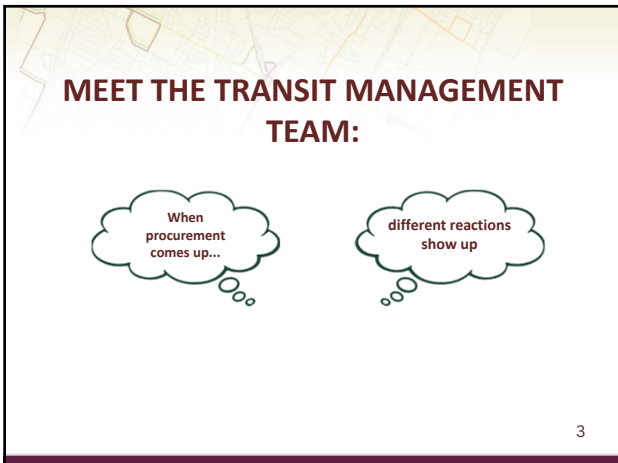 MEET THE TRANSIT MANAGEMENT
TEAM:
When
procurement
comes up...
different reactions
show up
3